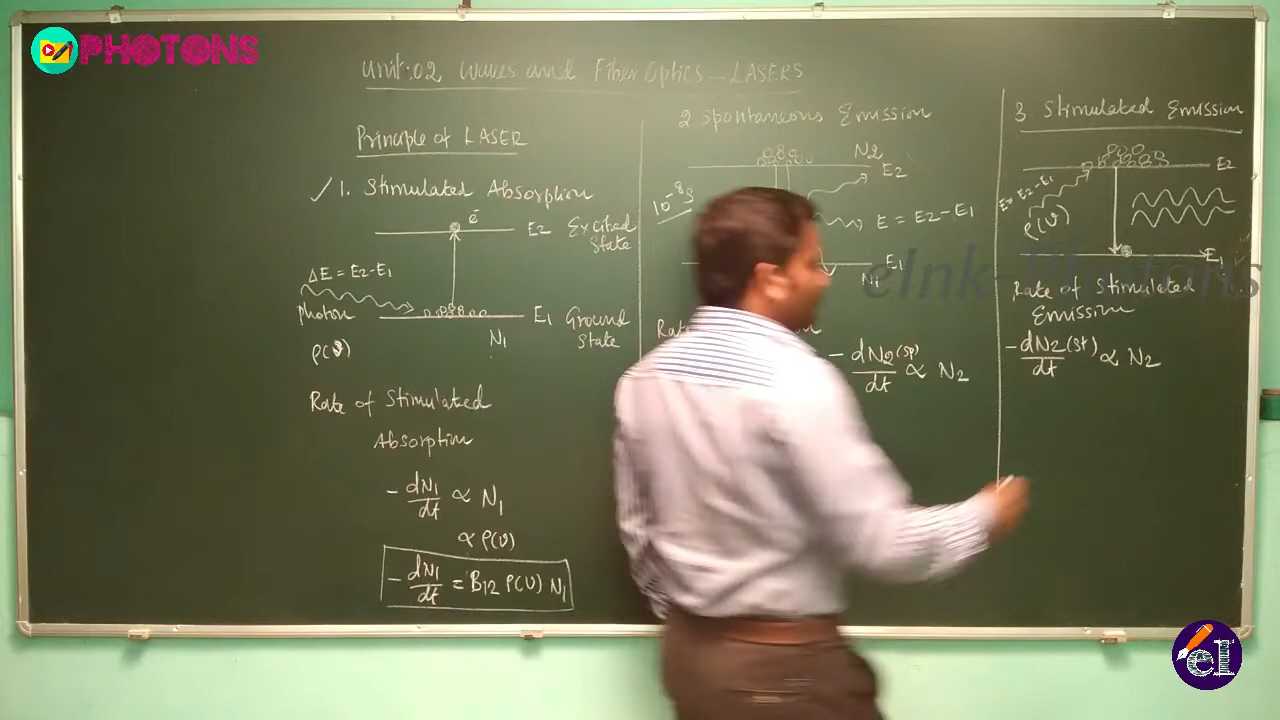 PHOTONS
Unit:02 Waves and Fiber Optics - LASERS
Principle of LASER
✓ 1. Stimulated Absorption
ē
E2 Excited State
ΔE = E2-E1
photon
ρ(ϑ)
E1 Ground State
N1
Rate of Stimulated
Absorption
- dN1/dt ∝ N1
∝ ρ(ϑ)
- dN1/dt = B12 ρ(υ) N1
2. Spontaneous Emission
N2
E2
10⁻⁸s
E = E2-E1
E1
N1
- dN2(sp)/dt ∝ N2
3. Stimulated Emission
E2
E = E2-E1
ρ(ϑ)
E1
eInk-Photons
Rate of Stimulated
Emission
- dN2(st)/dt ∝ N2
eI